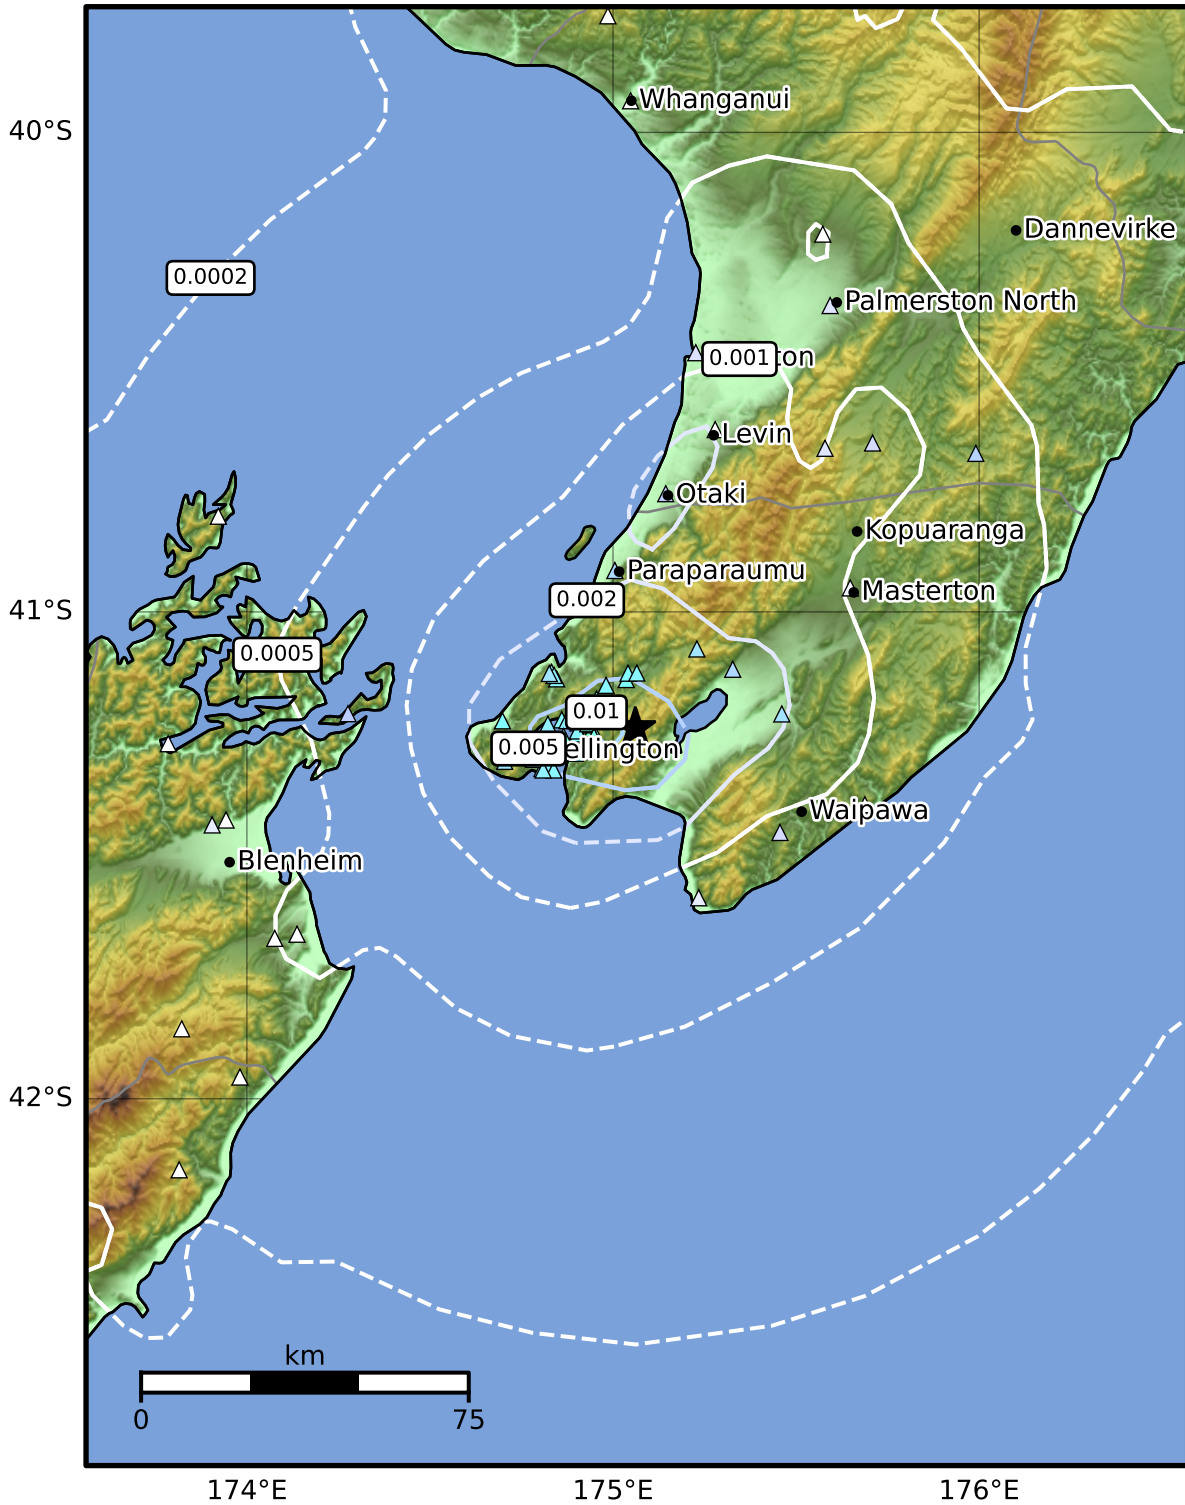 Whanganui
40°S
Dannevirke
0.0002
Palmerston North
0.001
Levin
Otaki
Kopuaranga
Paraparaumu
Masterton
0.002
41°S
0.0005
0.01
0.005
ellington
Waipawa
Blenheim
42°S
km
0 75
174°E 175°E 176°E